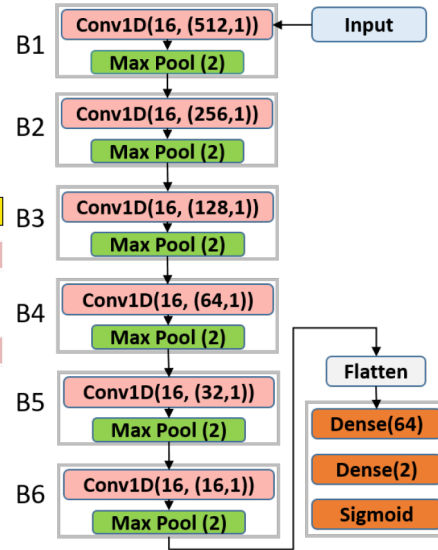 B1
Conv1D(16, (512,1))
Input
Max Pool (2)
B2
Conv1D(16, (256,1))
Max Pool (2)
B3
Conv1D(16, (128,1))
Max Pool (2)
B4
Conv1D(16, (64,1))
Max Pool (2)
B5
Conv1D(16, (32,1))
Max Pool (2)
B6
Conv1D(16, (16,1))
Max Pool (2)
Flatten
Dense(64)
Dense(2)
Sigmoid